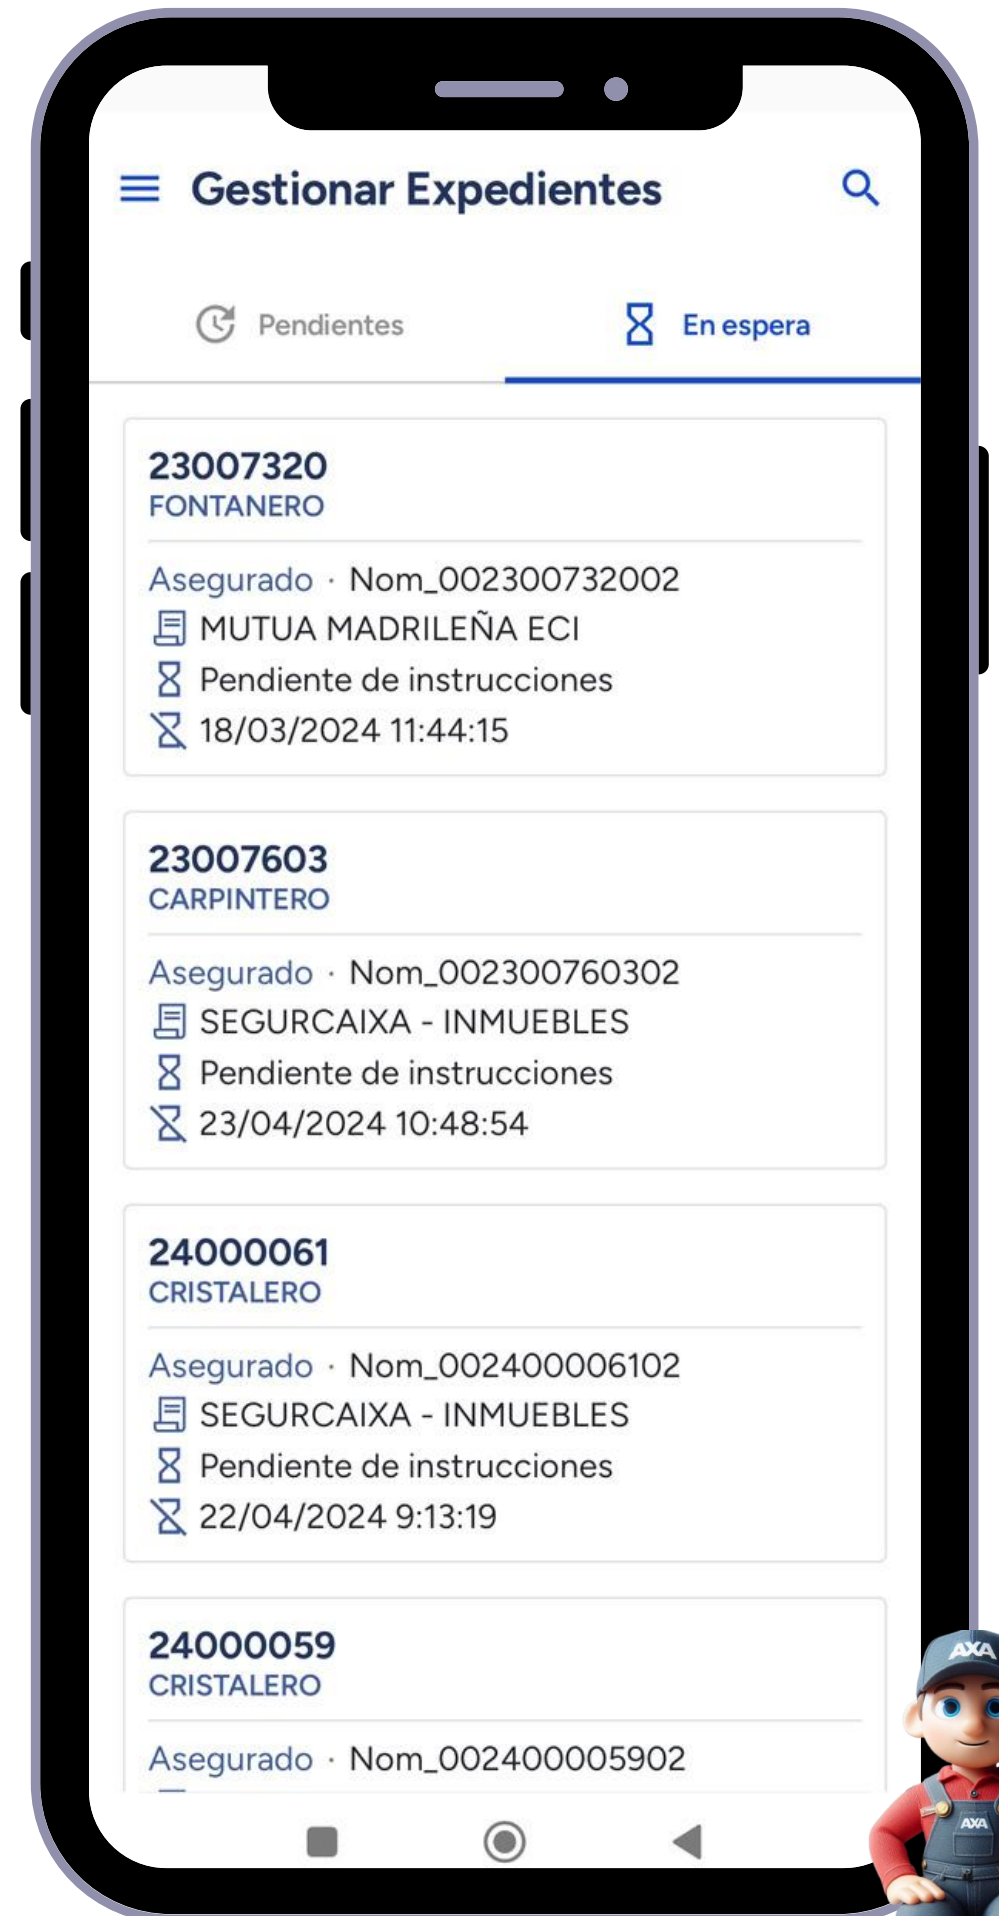 Gestionar Expedientes
Pendientes
En espera
23007320
FONTANERO
Asegurado · Nom_002300732002
MUTUA MADRILEÑA ECI
Pendiente de instrucciones
18/03/2024 11:44:15
23007603
CARPINTERO
Asegurado · Nom_002300760302
SEGURCAIXA - INMUEBLES
Pendiente de instrucciones
23/04/2024 10:48:54
24000061
CRISTALERO
Asegurado · Nom_002400006102
SEGURCAIXA - INMUEBLES
Pendiente de instrucciones
22/04/2024 9:13:19
24000059
CRISTALERO
Asegurado · Nom_002400005902
AXA
AXA